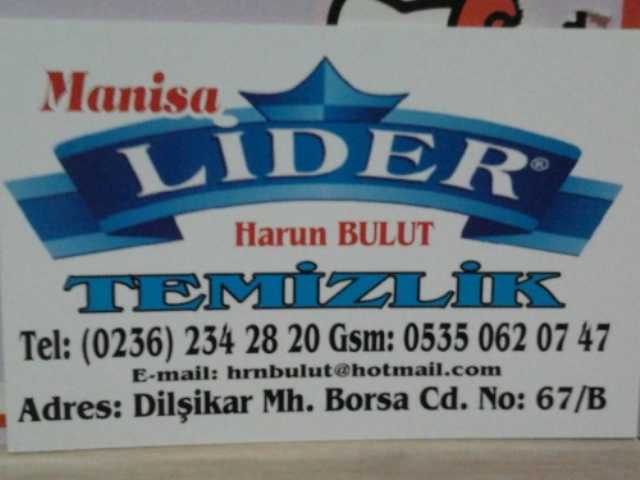 Manisa
LİDER®
Harun BULUT
TEMİZLİK
Tel: (0236) 234 28 20 Gsm: 0535 062 07 47
E-mail: hrnbulut@hotmail.com
Adres: Dilşikar Mh. Borsa Cd. No: 67/B